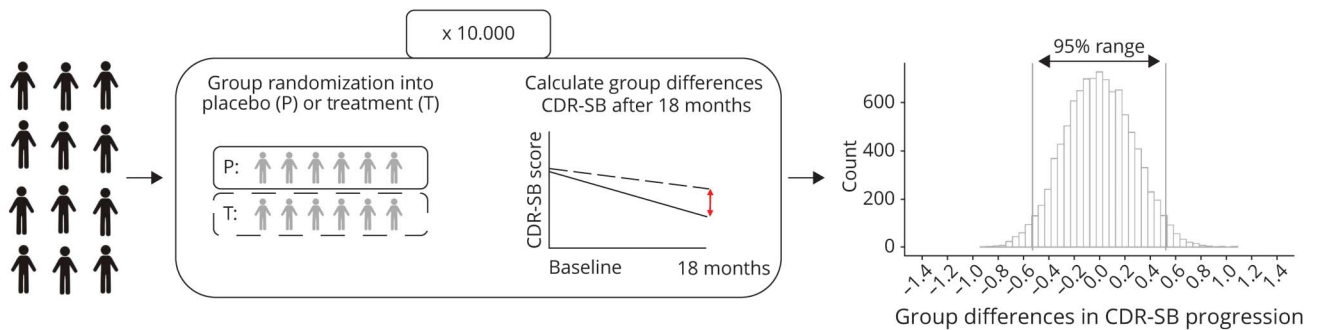 x 10.000
Group randomization into
placebo (P) or treatment (T)
P:
T:
Calculate group differences
CDR-SB after 18 months
CDR-SB score
Baseline
18 months
95% range
Count
600
400
200
0
-1.4
-1.2
-1.0
-0.8
-0.6
-0.4
-0.2
0.0
0.2
0.4
0.6
0.8
1.0
1.2
1.4
Group differences in CDR-SB progression